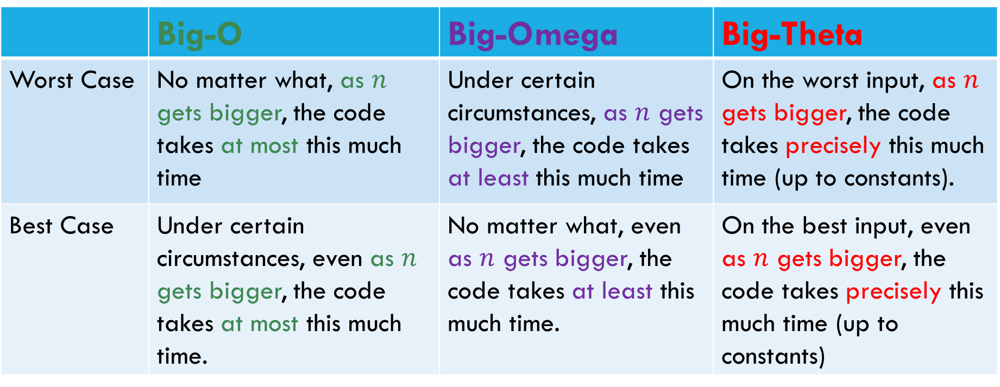 Big-O
Big-Omega
Big-Theta
Worst Case
No matter what, as n
gets bigger, the code
takes at most this much
time
Under certain
circumstances, as n gets
bigger, the code takes
at least this much time
On the worst input, as n
gets bigger, the code
takes precisely this much
time (up to constants).
Best Case
Under certain
circumstances, even as n
gets bigger, the code
takes at most this much
time.
No matter what, even
as n gets bigger, the
code takes at least this
much time.
On the best input, even
as n gets bigger, the
code takes precisely this
much time (up to
constants)